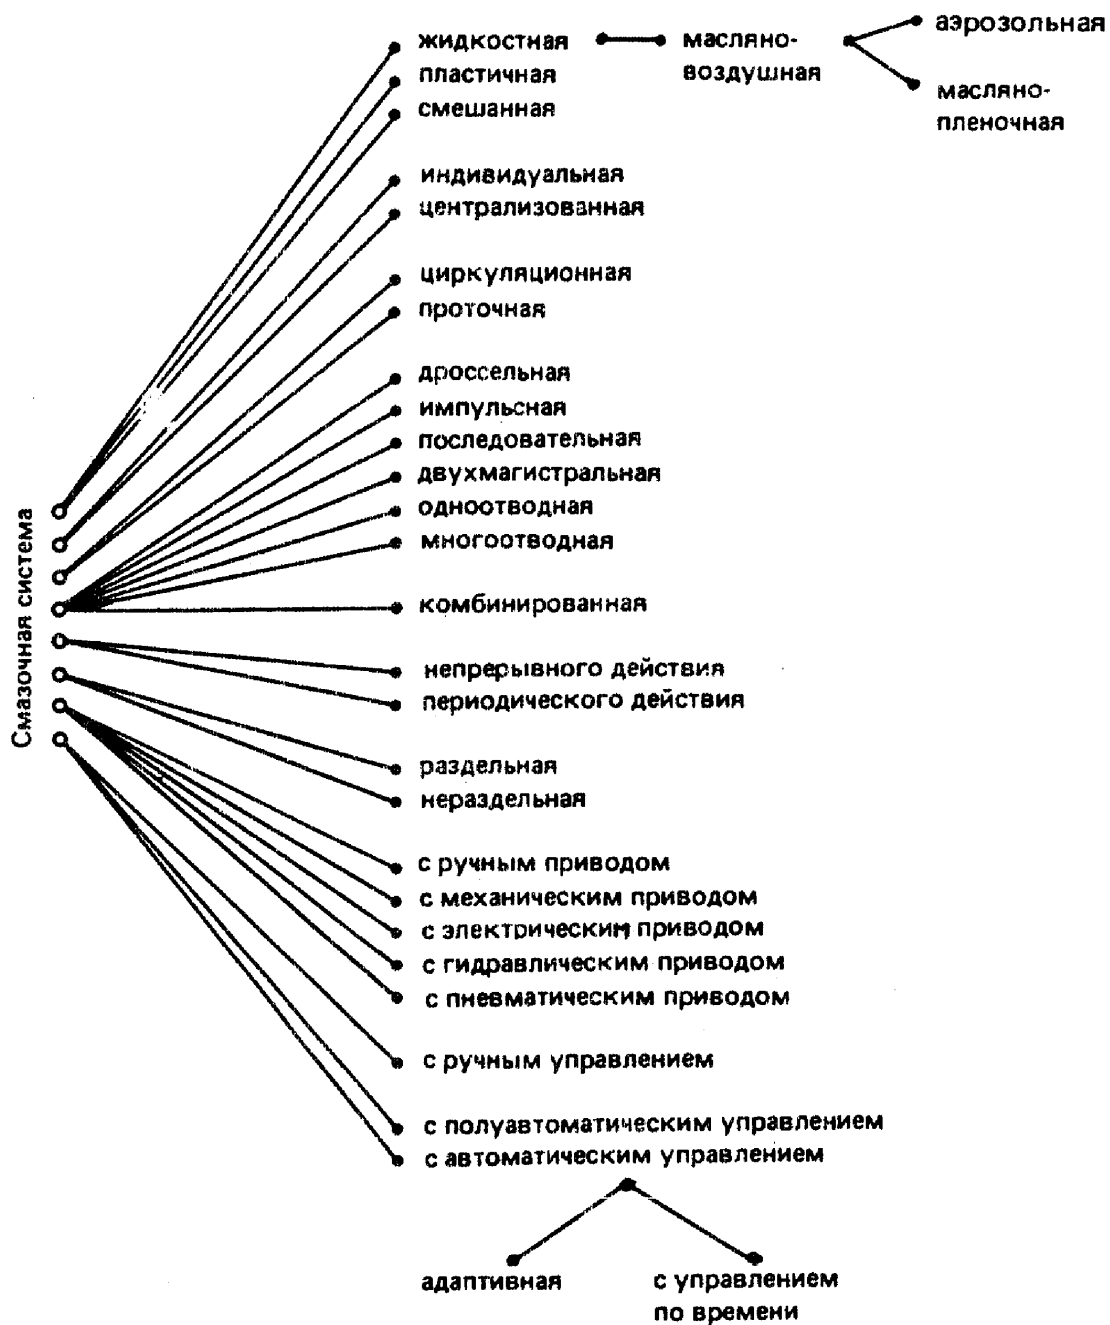 жидкостная
масляно-
воздушная
аэрозольная
масляно-
пленочная
пластичная
смешанная
индивидуальная
централизованная
циркуляционная
проточная
дроссельная
импульсная
последовательная
двухмагистральная
одноотводная
многоотводная
комбинированная
Смазочная система
непрерывного действия
периодического действия
раздельная
нераздельная
с ручным приводом
с механическим приводом
с электрическим приводом
с гидравлическим приводом
с пневматическим приводом
с ручным управлением
с полуавтоматическим управлением
с автоматическим управлением
адаптивная
с управлением
по времени